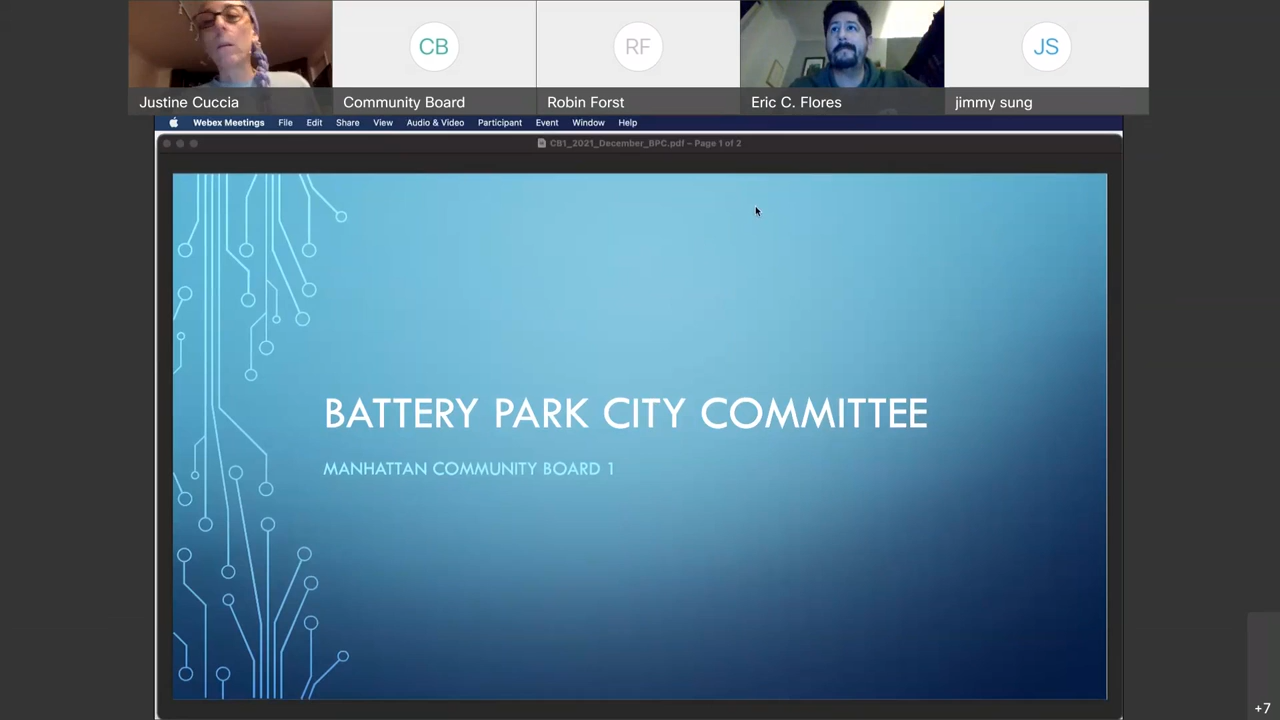 CB
RF
JS
Justine Cuccia
Community Board
Robin Forst
Eric C. Flores
jimmy sung
Webex Meetings File Edit Share View Audio & Video Participant Event Window Help
CB1_2021_December_BPC.pdf – Page 1 of 2
BATTERY PARK CITY COMMITTEE
MANHATTAN COMMUNITY BOARD 1
+7